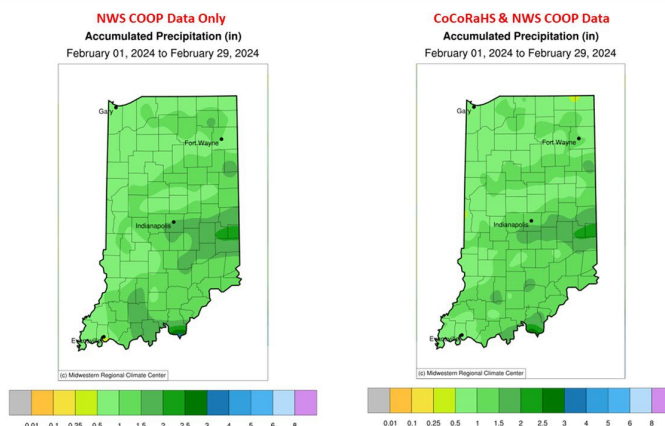 NWS COOP Data Only
Accumulated Precipitation (in)
February 01, 2024 to February 29, 2024
Gary
Fort Wayne
Indianapolis
Evansville
(c) Midwestern Regional Climate Center
0.01 0.1 0.25 0.5 1 1.5 2 2.5 3 4 5 6 8
CoCoRaHS & NWS COOP Data
Accumulated Precipitation (in)
February 01, 2024 to February 29, 2024
Gary
Fort Wayne
Indianapolis
Evansville
(c) Midwestern Regional Climate Center
0.01 0.1 0.25 0.5 1 1.5 2 2.5 3 4 5 6 8